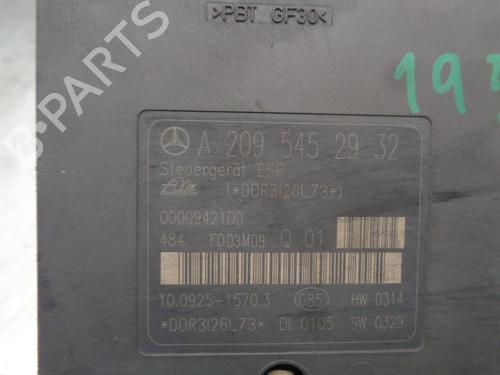 >PBT GF30<
19
B-PARTS
A 209 545 29 32
Steuergerät ESP
Ate (*DOR3I26L73*)
00009421D0
484 FD03M09 Q 01
10.0925-1570.3 085 HW 0314
*DOR3I26L73* DI 0105 SW 0329